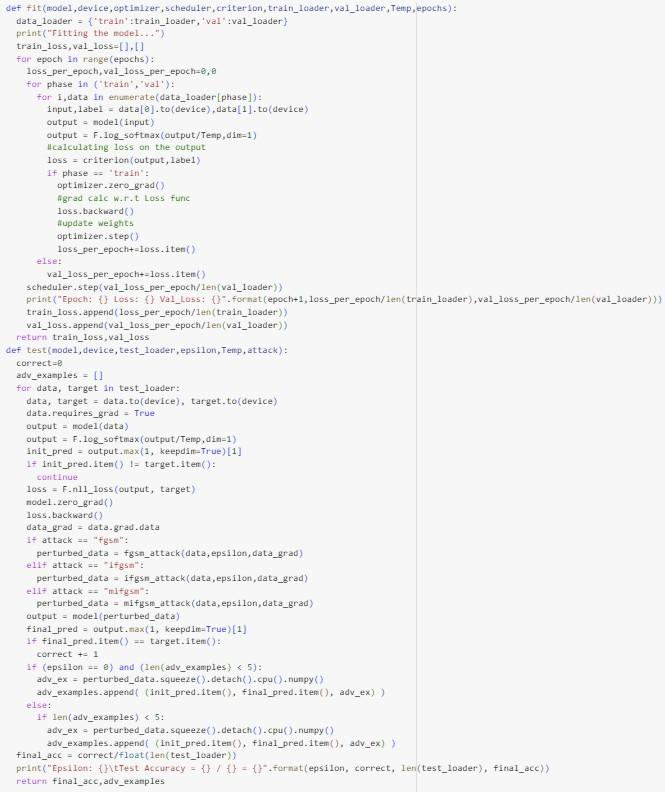 def fit(model,device,optimizer,scheduler,criterion,train_loader,val_loader,Temp,epochs):
  data_loader = {'train':train_loader,'val':val_loader}
  print("Fitting the model...")
  train_loss,val_loss=[],[]
  for epoch in range(epochs):
    loss_per_epoch,val_loss_per_epoch=0,0
    for phase in ('train','val'):
      for i,data in enumerate(data_loader[phase]):
        input,label = data[0].to(device),data[1].to(device)
        output = model(input)
        output = F.log_softmax(output/Temp,dim=1)
        #calculating loss on the output
        loss = criterion(output,label)
        if phase == 'train':
          optimizer.zero_grad()
          #grad calc w.r.t Loss func
          loss.backward()
          #update weights
          optimizer.step()
          loss_per_epoch+=loss.item()
      else:
          val_loss_per_epoch+=loss.item()
    scheduler.step(val_loss_per_epoch/len(val_loader))
    print("Epoch: {} Loss: {} Val_Loss: {}".format(epoch+1,loss_per_epoch/len(train_loader),val_loss_per_epoch/len(val_loader)))
    train_loss.append(loss_per_epoch/len(train_loader))
    val_loss.append(val_loss_per_epoch/len(val_loader))
  return train_loss,val_loss
def test(model,device,test_loader,epsilon,Temp,attack):
  correct=0
  adv_examples = []
  for data, target in test_loader:
    data, target = data.to(device), target.to(device)
    data.requires_grad = True
    output = model(data)
    output = F.log_softmax(output/Temp,dim=1)
    init_pred = output.max(1, keepdim=True)[1]
    if init_pred.item() != target.item():
      continue
    loss = F.nll_loss(output, target)
    model.zero_grad()
    loss.backward()
    data_grad = data.grad.data
    if attack == "fgsm":
      perturbed_data = fgsm_attack(data,epsilon,data_grad)
    elif attack == "ifgsm":
      perturbed_data = ifgsm_attack(data,epsilon,data_grad)
    elif attack == "mifgsm":
      perturbed_data = mifgsm_attack(data,epsilon,data_grad)
    output = model(perturbed_data)
    final_pred = output.max(1, keepdim=True)[1]
    if final_pred.item() == target.item():
      correct += 1
    if (epsilon == 0) and (len(adv_examples) < 5):
      adv_ex = perturbed_data.squeeze().detach().cpu().numpy()
      adv_examples.append( (init_pred.item(), final_pred.item(), adv_ex) )
    else:
      if len(adv_examples) < 5:
        adv_ex = perturbed_data.squeeze().detach().cpu().numpy()
        adv_examples.append( (init_pred.item(), final_pred.item(), adv_ex) )
  final_acc = correct/float(len(test_loader))
  print("Epsilon: {}\tTest Accuracy = {} / {} = {}".format(epsilon, correct, len(test_loader), final_acc))
  return final_acc,adv_examples